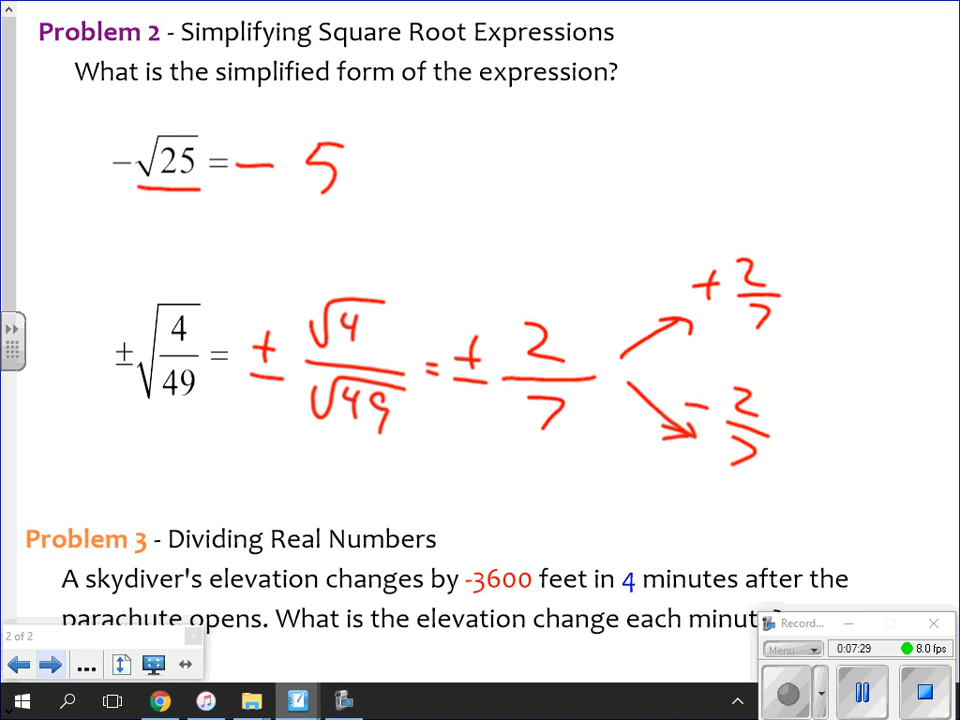 Problem 2 - Simplifying Square Root Expressions
What is the simplified form of the expression?
-√25 = - 5
±√(4/49) = ± √4/√49 = ± 2/7
+ 2/7
- 2/7
Problem 3 - Dividing Real Numbers
A skydiver's elevation changes by -3600 feet in 4 minutes after the
parachute opens. What is the elevation change each minute?
2 of 2
x
...
Record...
Menu
0:07:29
8.0 fps